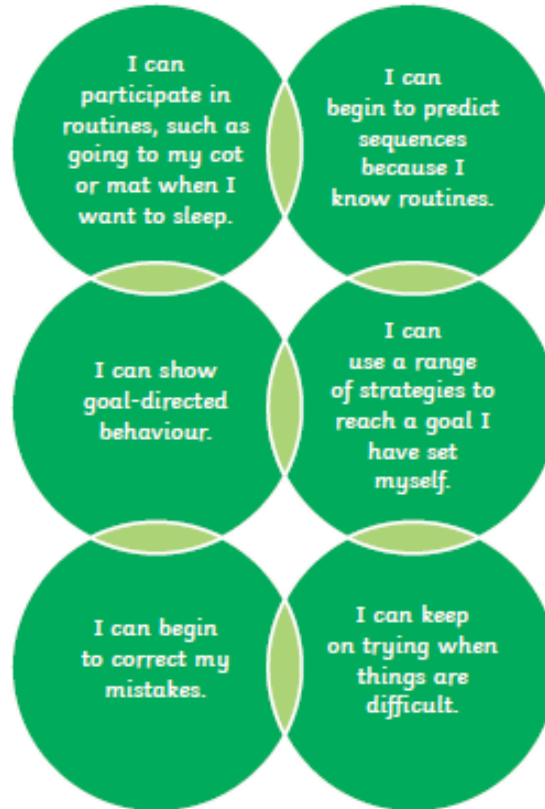 I can
participate in
routines, such as
going to my cot
or mat when I
want to sleep.
I can
begin to predict
sequences
because I
know routines.
I can show
goal-directed
behaviour.
I can
use a range
of strategies to
reach a goal I
have set
myself.
I can begin
to correct my
mistakes.
I can keep
on trying when
things are
difficult.